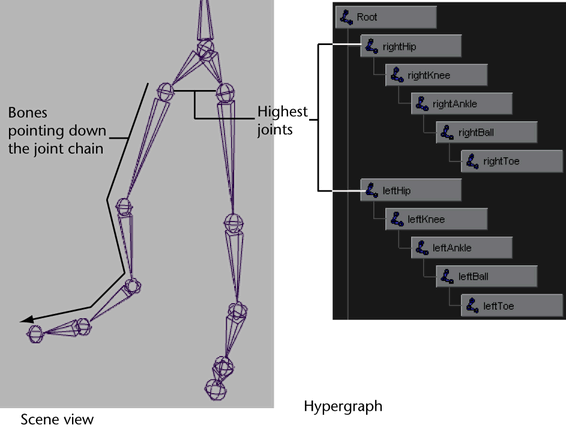 Bones
pointing down
the joint chain
Highest
joints
Root
rightHip
rightKnee
rightAnkle
rightBall
rightToe
leftHip
leftKnee
leftAnkle
leftBall
leftToe
Scene view
Hypergraph